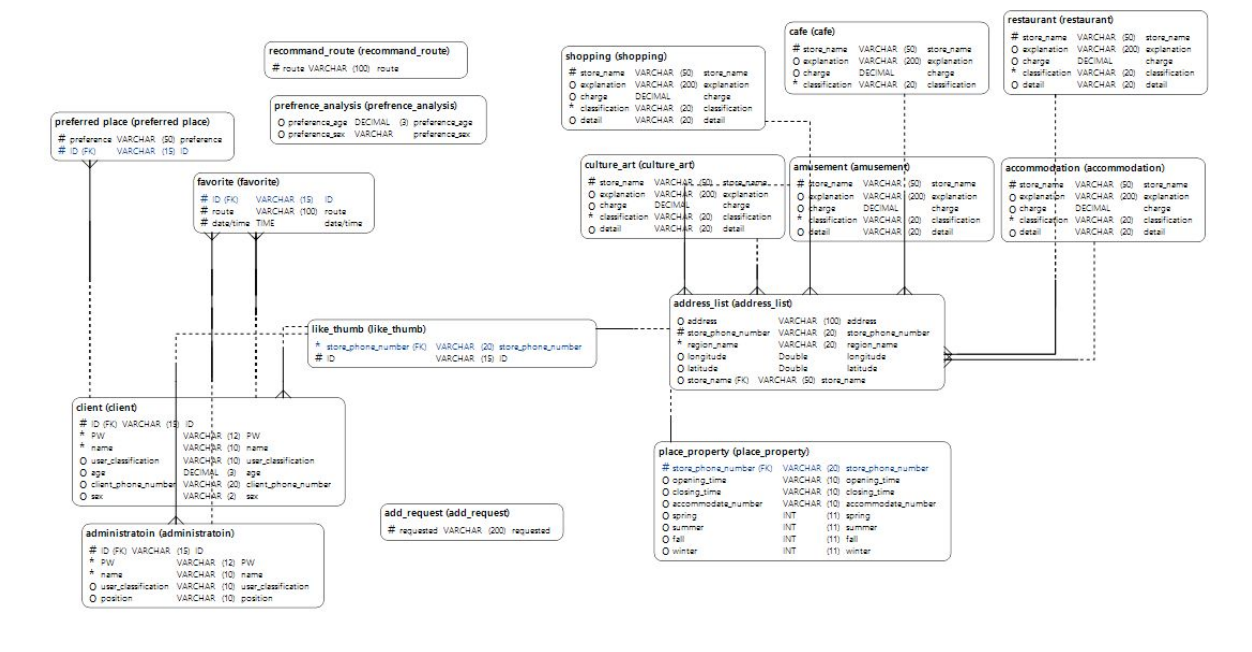 recommand_route (recommand_route)
# route VARCHAR (100) route
prefrence_analysis (prefrence_analysis)
O preference_age DECIMAL (3) preference_age
O preference_sex VARCHAR preference_sex
preferred place (preferred place)
# preference VARCHAR (50) preference
# ID (FK) VARCHAR (15) ID
favorite (favorite)
# ID (FK) VARCHAR (15) ID
# route VARCHAR (100) route
# date/time TIME date/time
shopping (shopping)
# store_name VARCHAR (50) store_name
O explanation VARCHAR (200) explanation
O charge DECIMAL charge
* classification VARCHAR (20) classification
O detail VARCHAR (20) detail
cafe (cafe)
# store_name VARCHAR (50) store_name
O explanation VARCHAR (200) explanation
O charge DECIMAL charge
* classification VARCHAR (20) classification
restaurant (restaurant)
# store_name VARCHAR (50) store_name
O explanation VARCHAR (200) explanation
O charge DECIMAL charge
* classification VARCHAR (20) classification
O detail VARCHAR (20) detail
culture_art (culture_art)
# store_name VARCHAR (50) store_name
O explanation VARCHAR (200) explanation
O charge DECIMAL charge
* classification VARCHAR (20) classification
O detail VARCHAR (20) detail
amusement (amusement)
# store_name VARCHAR (50) store_name
O explanation VARCHAR (200) explanation
O charge DECIMAL charge
* classification VARCHAR (20) classification
O detail VARCHAR (20) detail
accommodation (accommodation)
# store_name VARCHAR (50) store_name
O explanation VARCHAR (200) explanation
O charge DECIMAL charge
* classification VARCHAR (20) classification
O detail VARCHAR (20) detail
address_list (address_list)
O address VARCHAR (100) address
# store_phone_number VARCHAR (20) store_phone_number
* region_name VARCHAR (20) region_name
O longitude Double longitude
O latitude Double latitude
O store_name (FK) VARCHAR (50) store_name
like_thumb (like_thumb)
* store_phone_number (FK) VARCHAR (20) store_phone_number
# ID VARCHAR (15) ID
client (client)
# ID (FK) VARCHAR (15) ID
* PW VARCHAR (12) PW
* name VARCHAR (10) name
O user_classification VARCHAR (10) user_classification
O age DECIMAL (3) age
O client_phone_number VARCHAR (20) client_phone_number
O sex VARCHAR (2) sex
administratoin (administratoin)
# ID (FK) VARCHAR (15) ID
* PW VARCHAR (12) PW
* name VARCHAR (10) name
O user_classification VARCHAR (10) user_classification
O position VARCHAR (10) position
add_request (add_request)
# requested VARCHAR (200) requested
place_property (place_property)
# store_phone_number (FK) VARCHAR (20) store_phone_number
O opening_time VARCHAR (10) opening_time
O closing_time VARCHAR (10) closing_time
O accommodate_number VARCHAR (10) accommodate_number
O spring INT (11) spring
O summer INT (11) summer
O fall INT (11) fall
O winter INT (11) winter